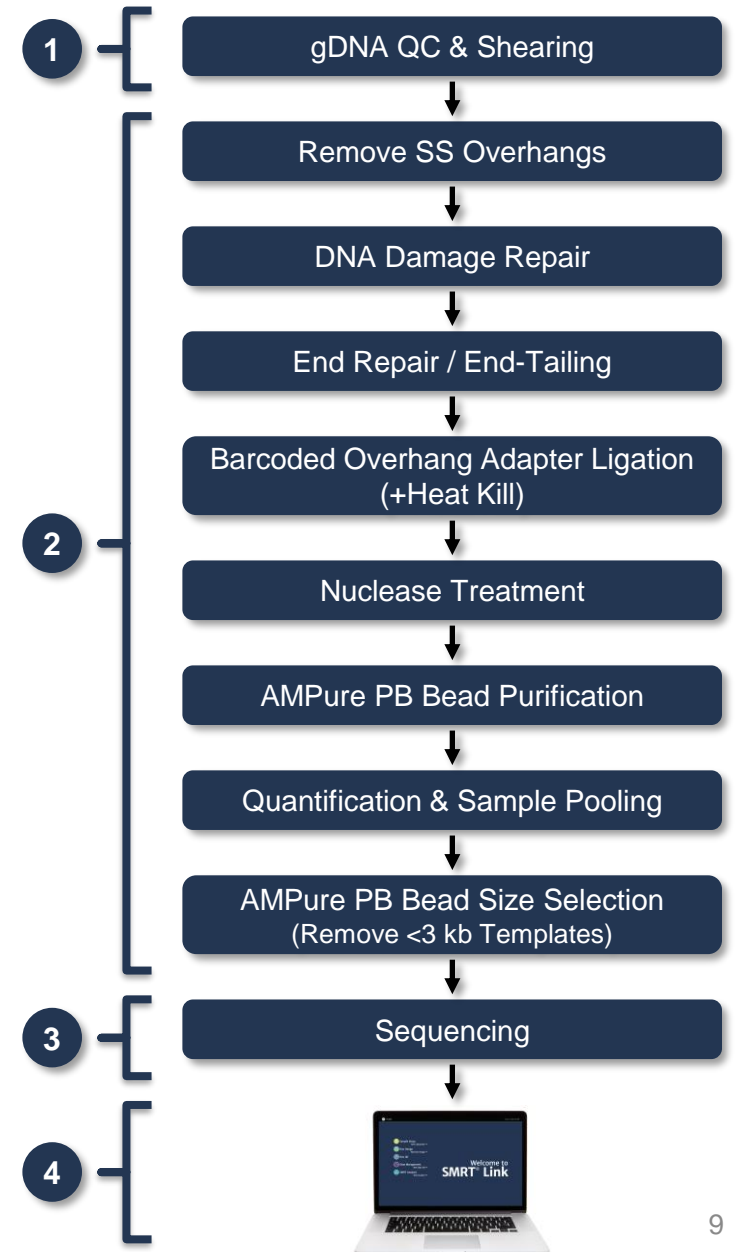 1
gDNA QC & Shearing
Remove SS Overhangs
DNA Damage Repair
End Repair / End-Tailing
Barcoded Overhang Adapter Ligation
(+Heat Kill)
2
Nuclease Treatment
AMPure PB Bead Purification
Quantification & Sample Pooling
AMPure PB Bead Size Selection
(Remove <3 kb Templates)
3
Sequencing
4
Welcome to
SMRT® Link
9